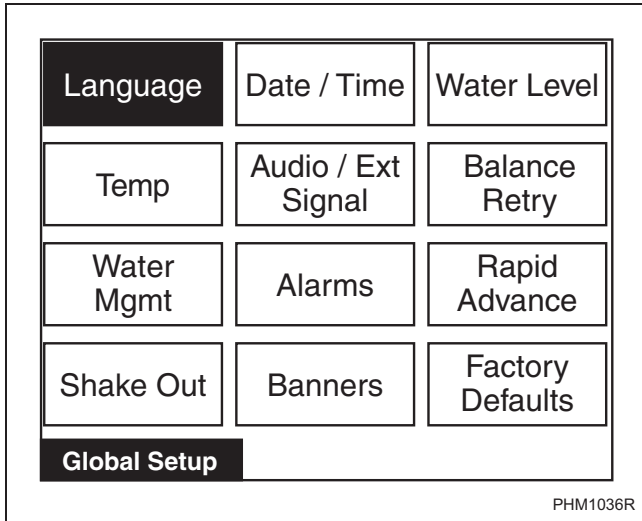 Language
Date / Time
Water Level
Temp
Audio / Ext
Signal
Balance
Retry
Water
Mgmt
Alarms
Rapid
Advance
Shake Out
Banners
Factory
Defaults
Global Setup
PHM1036R